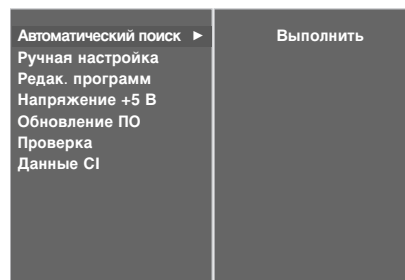 Автоматический поиск ►
Выполнить
Ручная настройка
Редак. программ
Напряжение +5 В
Обновление ПО
Проверка
Данные CI